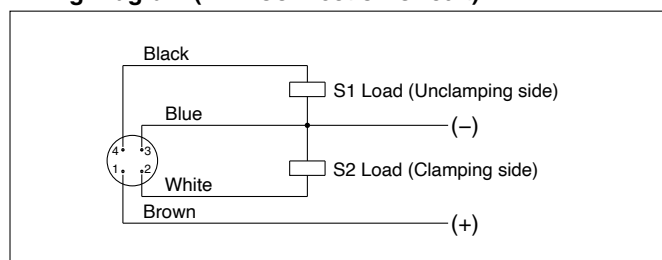 Black
S1 Load (Unclamping side)
Blue
(−)
4 3
1 2
S2 Load (Clamping side)
White
Brown
(+)